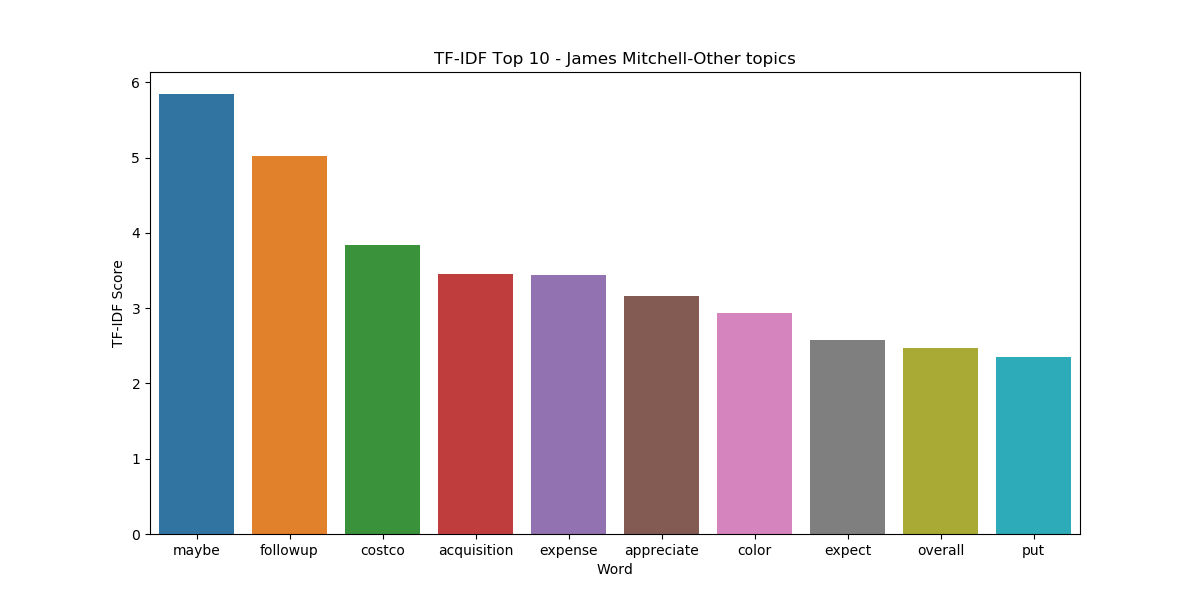 TF-IDF Top 10 - James Mitchell-Other topics
6
5
4
3
2
1
0
TF-IDF Score
maybe followup costco acquisition expense appreciate color expect overall put
Word